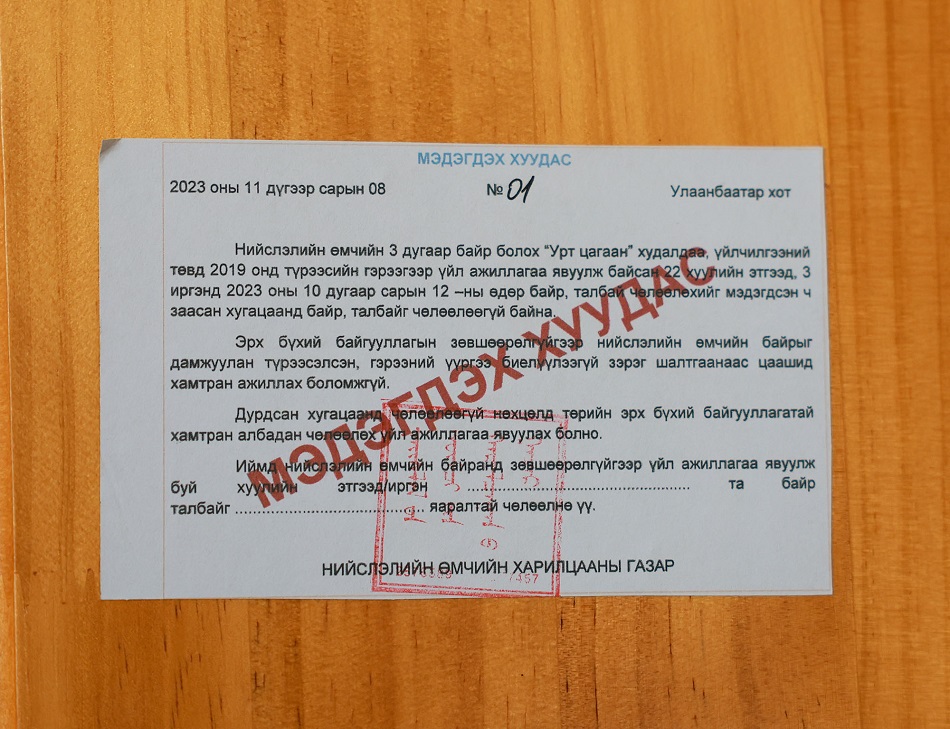 МЭДЭГДЭХ ХУУДАС
2023 оны 11 дүгээр сарын 08 №01 Улаанбаатар хот
Нийслэлийн өмчийн 3 дугаар байр болох “Урт цагаан” худалдаа, үйлчилгээний
төвд 2019 онд түрээсийн гэрээгээр үйл ажиллагаа явуулж байсан 22 хуулийн этгээд, 3
иргэнд 2023 оны 10 дугаар сарын 12 –ны өдөр байр, талбай чөлөөлөхийг мэдэгдсэн ч
заасан хугацаанд байр, талбайг чөлөөлөөгүй байна.
Эрх бүхий байгууллагын зөвшөөрөлгүйгээр нийслэлийн өмчийн байрыг
дамжуулан түрээсэлсэн, гэрээний үүргээ биелүүлээгүй зэрэг шалтгаанаас цаашид
хамтран ажиллах боломжгүй.
Дурдсан хугацаанд чөлөөлөөгүй нөхцөлд төрийн эрх бүхий байгууллагатай
хамтран албадан чөлөөлөх үйл ажиллагаа явуулах болно.
Иймд нийслэлийн өмчийн байранд зөвшөөрөлгүйгээр үйл ажиллагаа явуулж
буй хуулийн этгээд/иргэн ........................................ та байр
талбайг ........................................ яаралтай чөлөөлнө үү.
НИЙСЛЭЛИЙН ӨМЧИЙН ХАРИЛЦААНЫ ГАЗАР
МЭДЭГДЭХ ХУУДАС